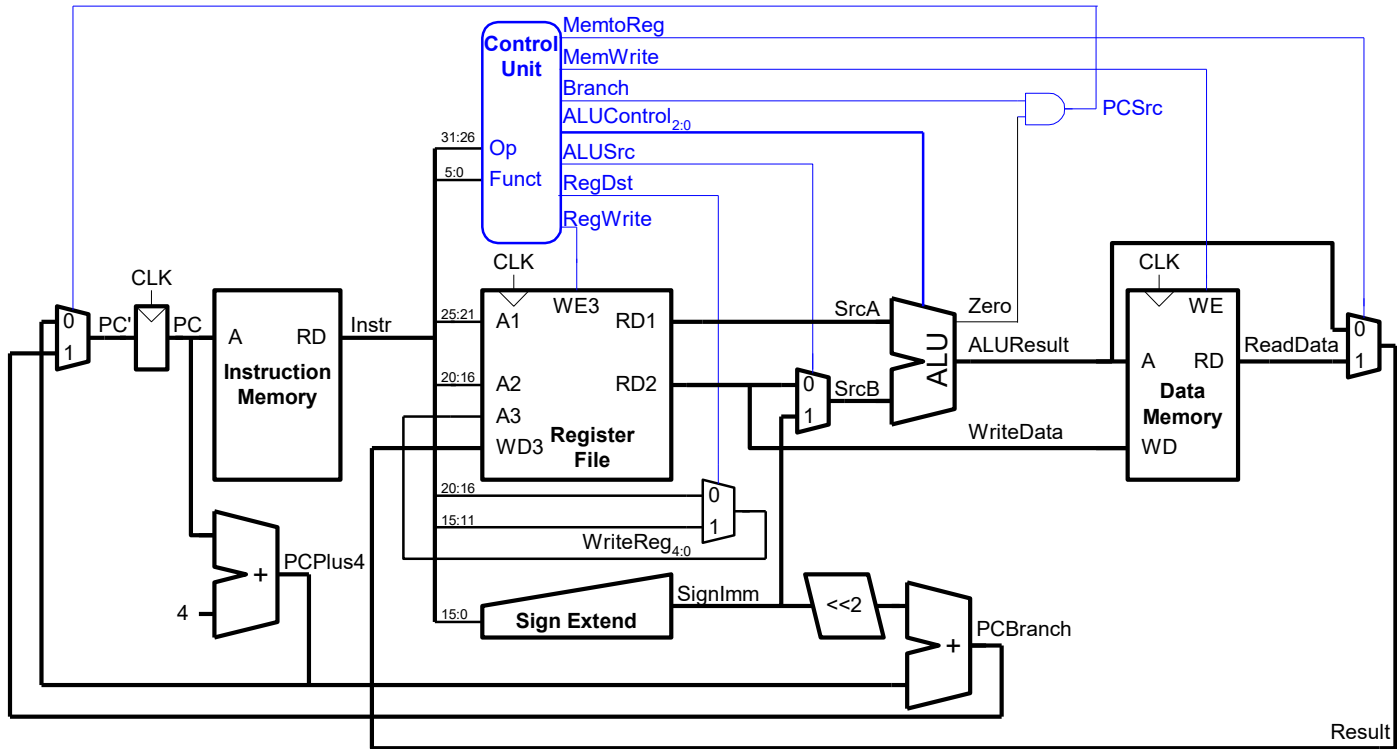 MemtoReg
Control
Unit
MemWrite
Branch
PCSrc
ALUControl2:0
31:26
Op
ALUSrc
5:0
Funct
RegDst
RegWrite
CLK
CLK
CLK
0
1
PC'
PC
A
RD
Instr
Instruction
Memory
25:21
A1
WE3
RD1
SrcA
Zero
WE
ALU
ALUResult
A
RD
ReadData
0
1
20:16
A2
RD2
0
SrcB
1
Data
Memory
A3
WD3
Register
File
WriteData
WD
20:16
0
15:11
1
WriteReg4:0
PCPlus4
+
4
SignImm
<<2
15:0
Sign Extend
PCBranch
+
Result